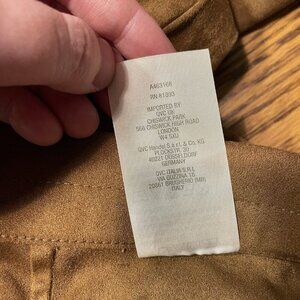 A463168
RN 81093
IMPORTED BY
QVC UK
CHISWICK PARK
566 CHISWICK HIGH ROAD
LONDON
W4 5XU
QVC Handel S.à r.l. & Co. KG
PLOCKSTR. 30
40221 DÜSSELDORF
GERMANY
QVC ITALIA S.R.L.
VIA GUZZINA 18
20861 BRUGHERIO (MB)
ITALY